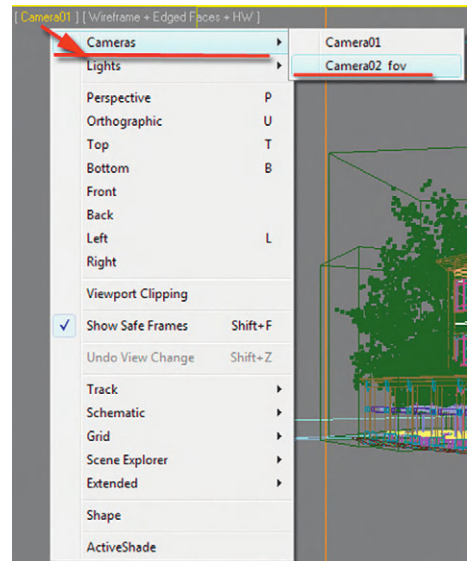 [ Camera01 ] [ Wireframe + Edged Faces + HW ]
Cameras
Camera01
Camera02_fov
Lights
Perspective P
Orthographic U
Top T
Bottom B
Front
Back
Left L
Right
Viewport Clipping
Show Safe Frames Shift+F
Undo View Change Shift+Z
Track
Schematic
Grid
Scene Explorer
Extended
Shape
ActiveShade